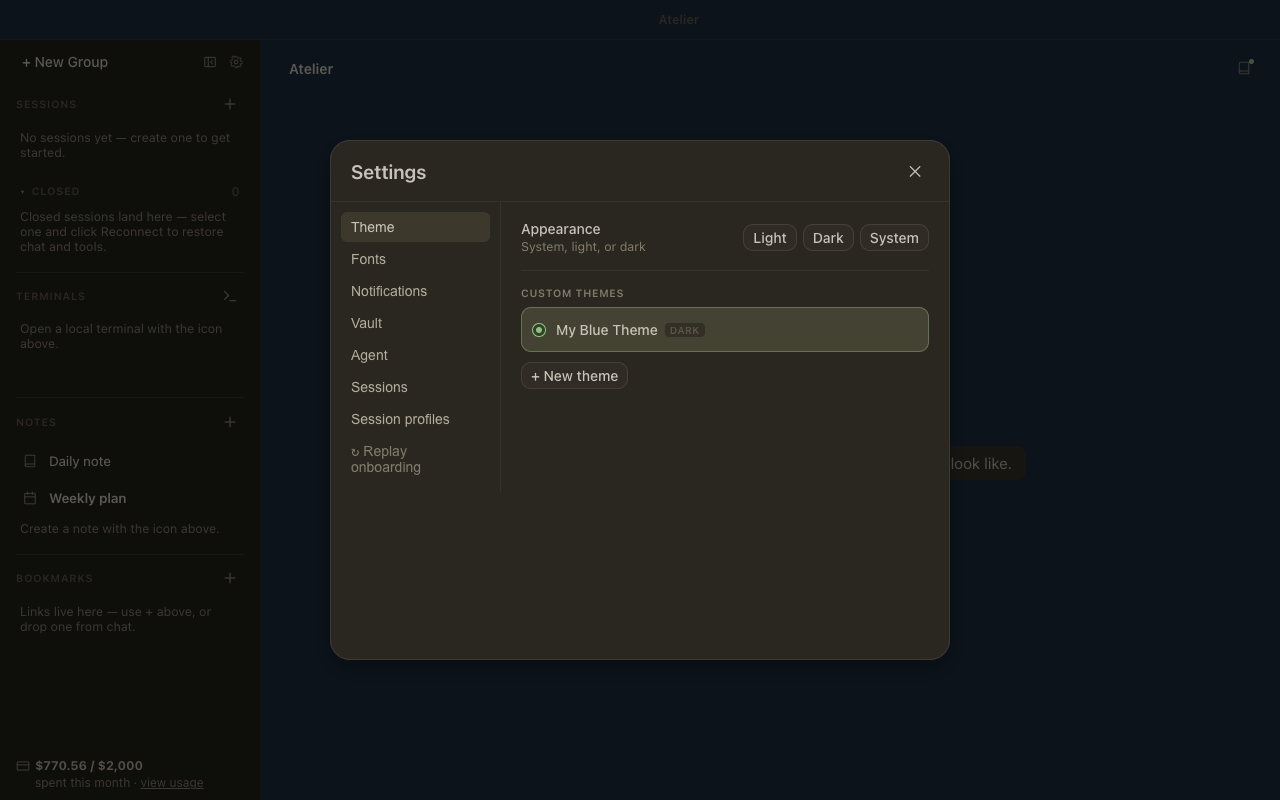 Atelier
+ New Group
Atelier
SESSIONS
No sessions yet — create one to get
started.
• CLOSED 0
Closed sessions land here — select
one and click Reconnect to restore
chat and tools.
TERMINALS
Open a local terminal with the icon
above.
NOTES
Daily note
Weekly plan
Create a note with the icon above.
BOOKMARKS
Links live here — use + above, or
drop one from chat.
$770.56 / $2,000
spent this month · view usage
Settings
Theme
Fonts
Notifications
Vault
Agent
Sessions
Session profiles
↻ Replay
onboarding
Appearance
System, light, or dark
Light Dark System
CUSTOM THEMES
My Blue Theme DARK
+ New theme
look like.